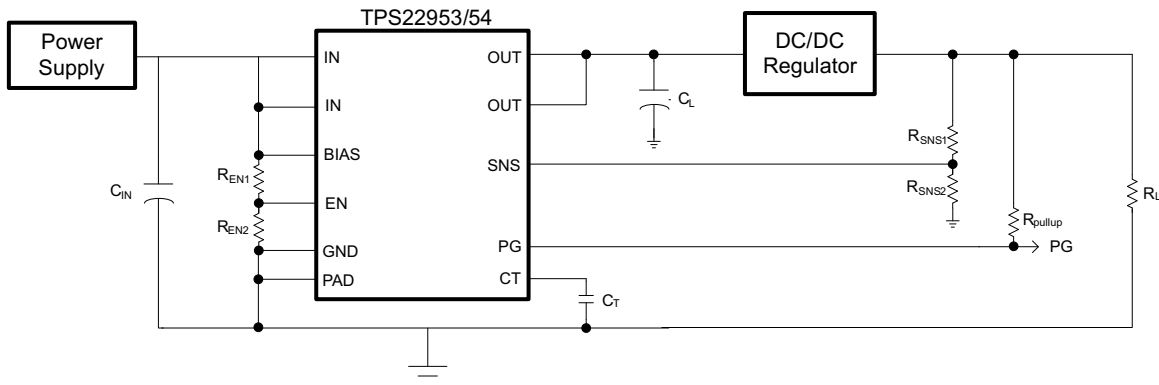 TPS22953/54
Power
Supply
DC/DC
Regulator
IN
OUT
IN
OUT
CL
BIAS
SNS
RSNS1
REN1
CIN
EN
RSNS2
RL
REN2
Rpullup
GND
PG
PG
PAD
CT
CT